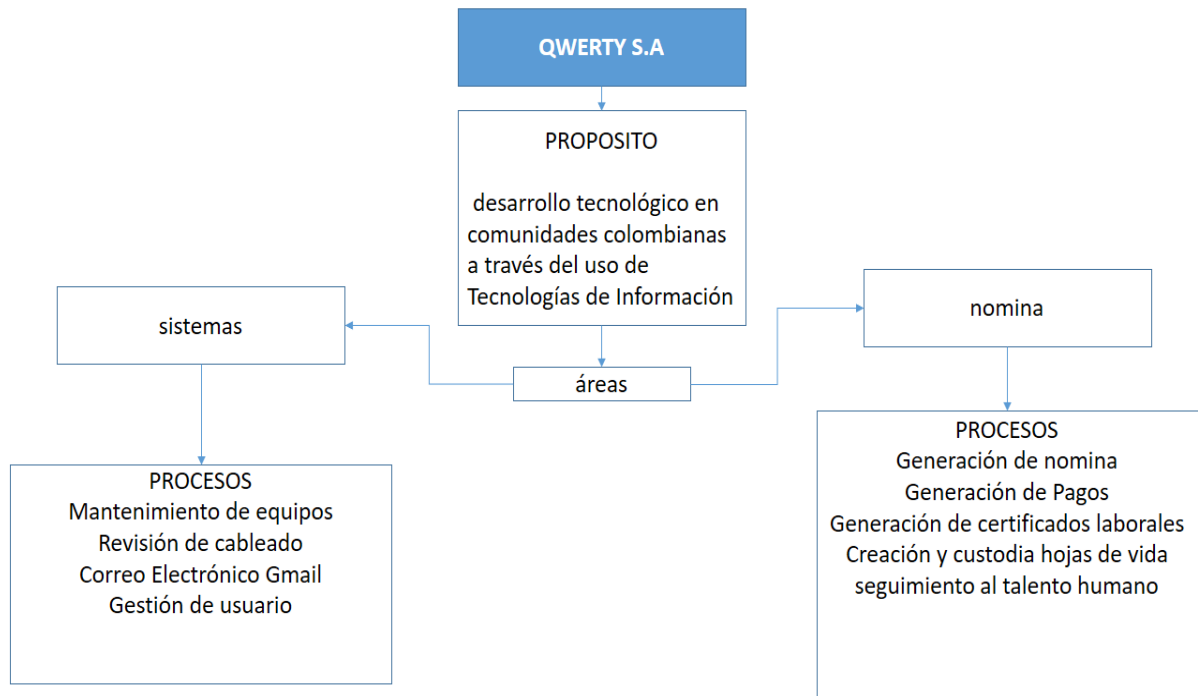 QWERTY S.A
PROPOSITO
desarrollo tecnológico en
comunidades colombianas
a través del uso de
Tecnologías de Información
áreas
sistemas
PROCESOS
Mantenimiento de equipos
Revisión de cableado
Correo Electrónico Gmail
Gestión de usuario
nomina
PROCESOS
Generación de nomina
Generación de Pagos
Generación de certificados laborales
Creación y custodia hojas de vida
seguimiento al talento humano